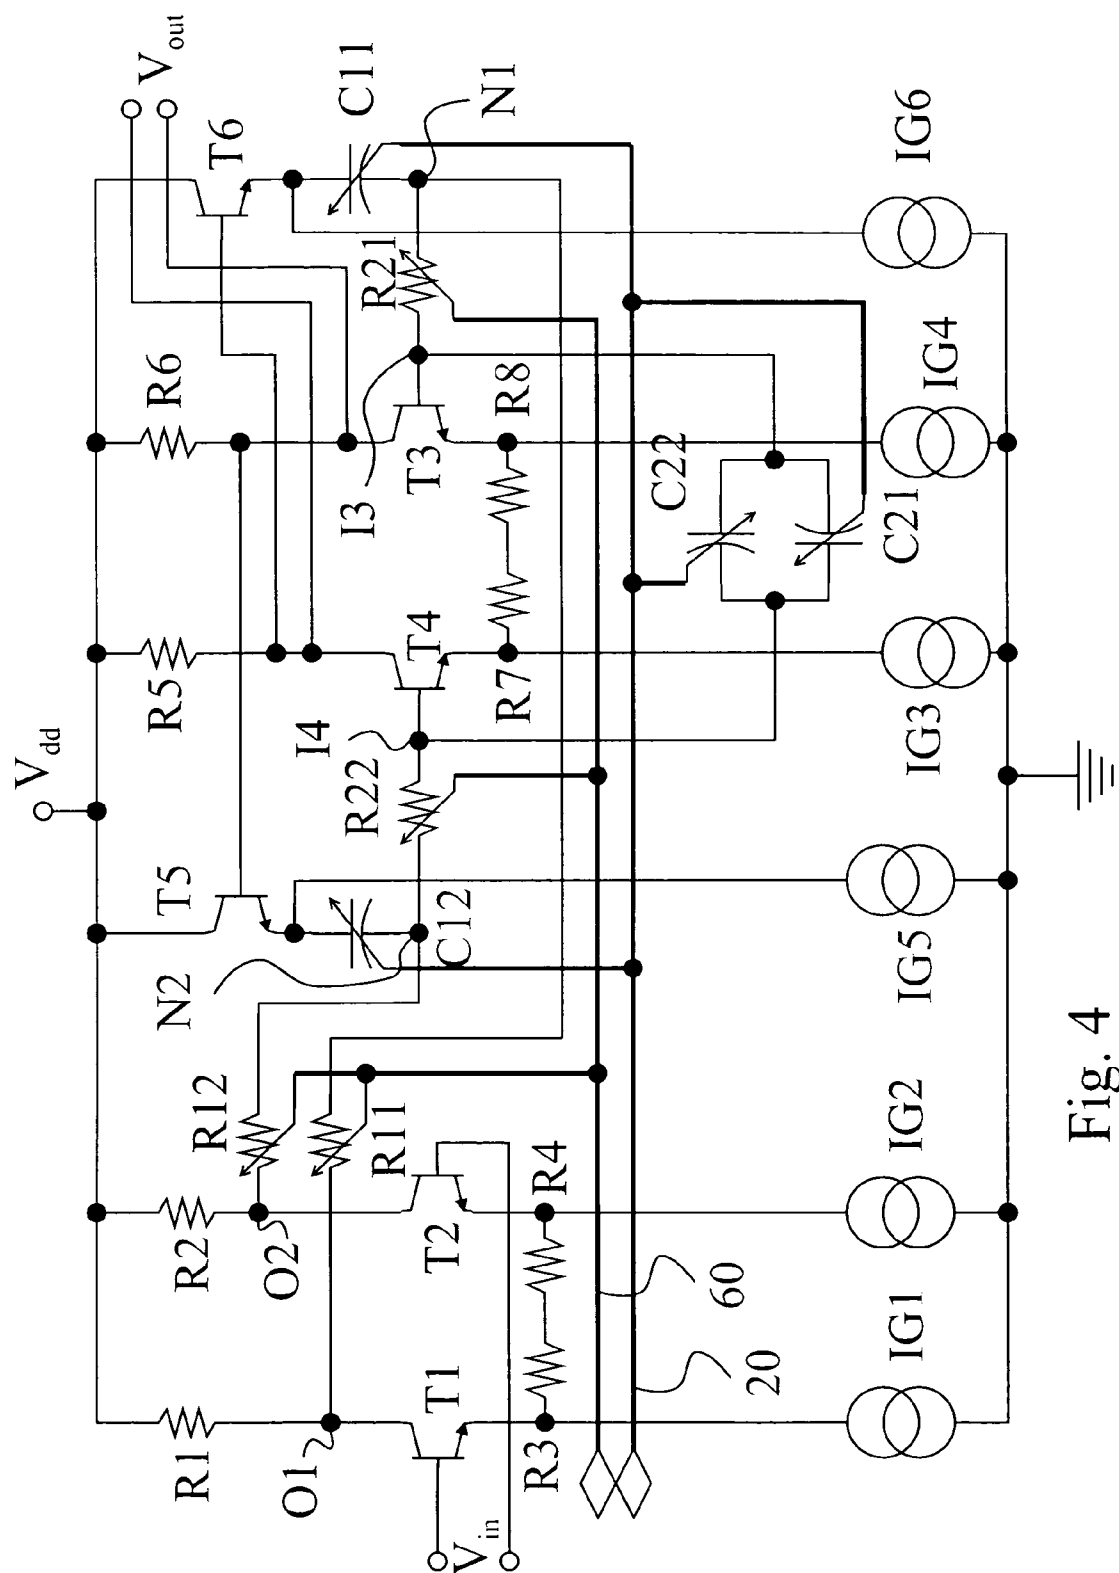 Vdd
Vout
R1
R2
R12
N2
T5
R5
R6
T6
O1
O2
R11
I4
R22
C12
I3
R21
C11
N1
T1
T2
T4
T3
Vin
R3
R4
R7
R8
60
20
C22
C21
IG1
IG2
IG5
IG3
IG4
IG6
Fig. 4